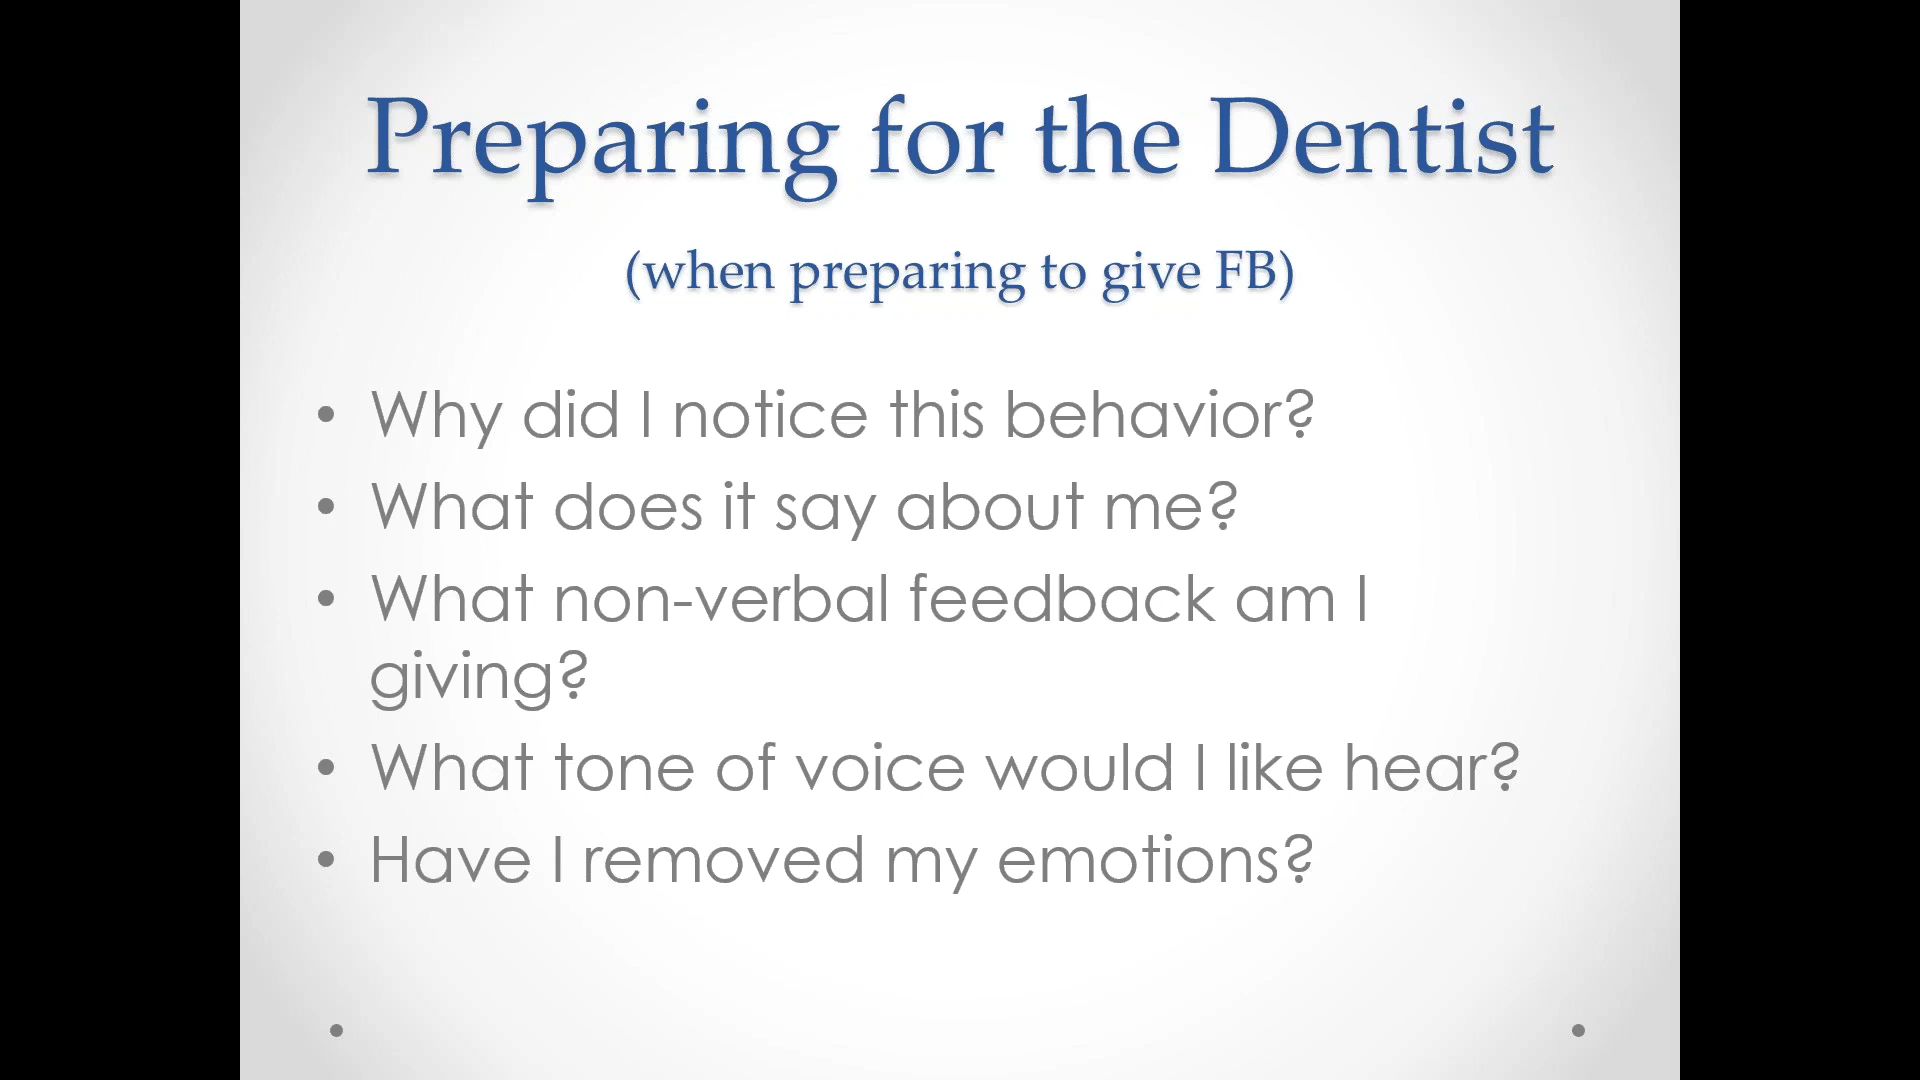 Preparing for the Dentist
(when preparing to give FB)
• Why did I notice this behavior?
• What does it say about me?
• What non-verbal feedback am I
giving?
• What tone of voice would I like hear?
• Have I removed my emotions?